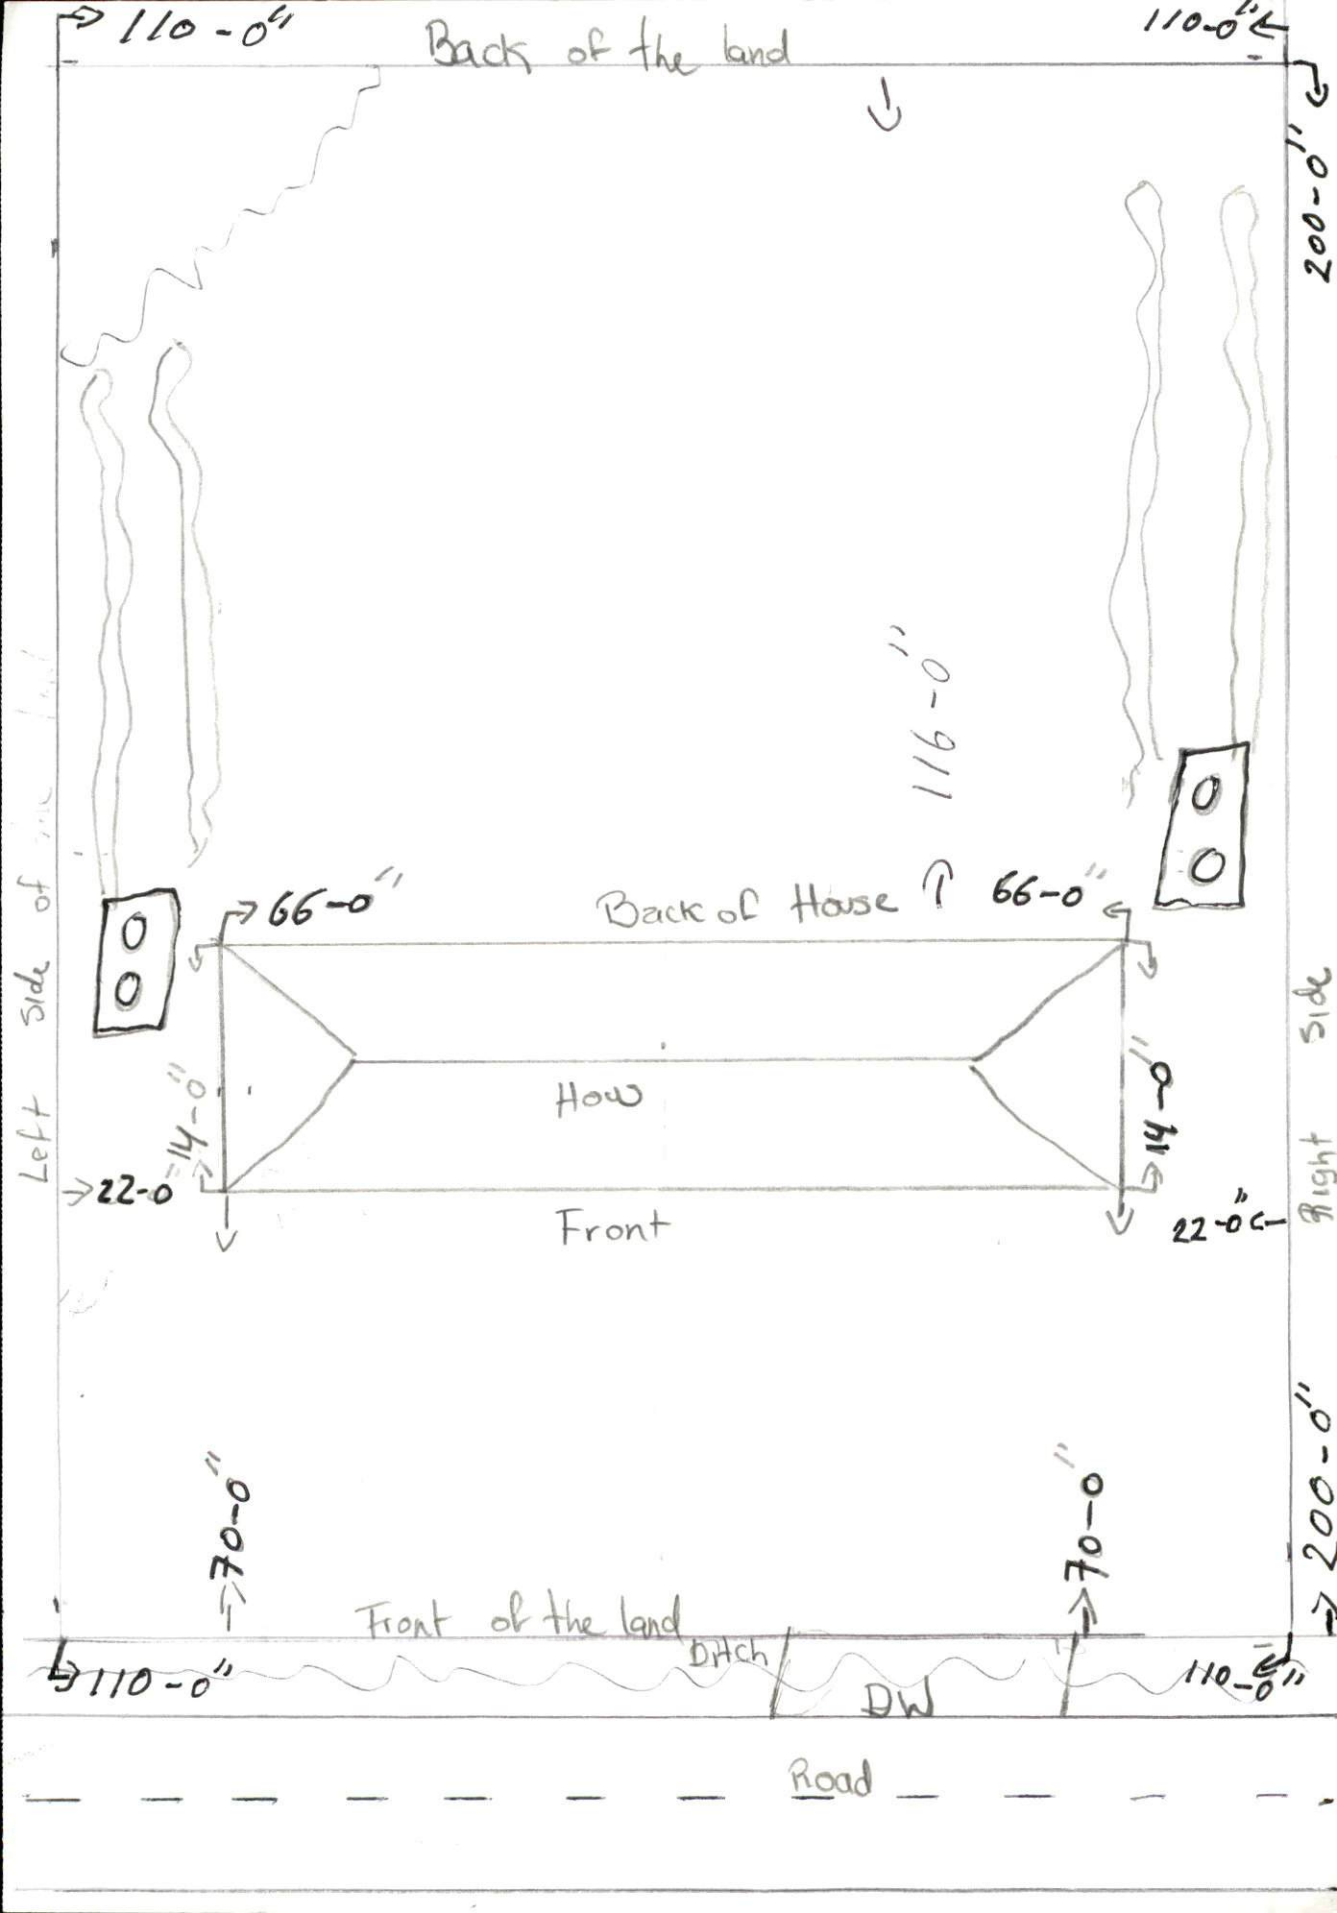 110-0"
Back of the land
110-0"
200-0"
116-0"
66-0"
Back of House
66-0"
Left Side of
14-0"
22-0
How
14-0"
Right Side
22-0"
Front
70-0"
70-0"
200-0"
Front of the land
Ditch
110-0"
DW
110-0"
Road